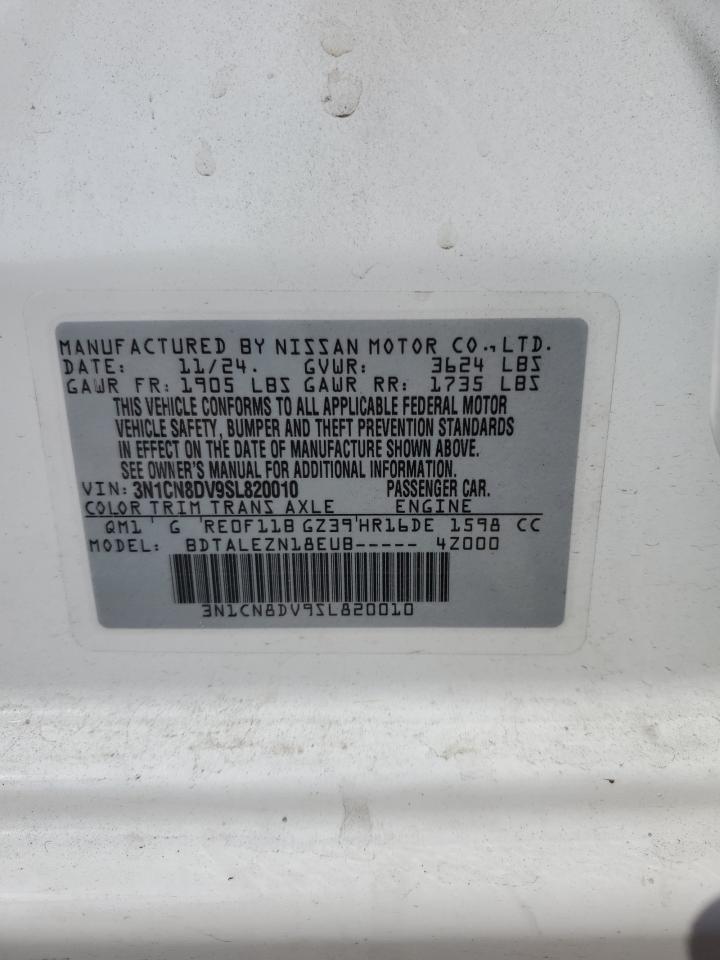 MANUFACTURED BY NISSAN MOTOR CO.,LTD.
DATE: 11/24. GVWR: 3624 LBS
GAWR FR: 1905 LBS GAWR RR: 1735 LBS
THIS VEHICLE CONFORMS TO ALL APPLICABLE FEDERAL MOTOR
VEHICLE SAFETY, BUMPER AND THEFT PREVENTION STANDARDS
IN EFFECT ON THE DATE OF MANUFACTURE SHOWN ABOVE.
SEE OWNER'S MANUAL FOR ADDITIONAL INFORMATION.
VIN: 3N1CN8DV9SL820010 PASSENGER CAR.
COLOR TRIM TRANS AXLE ENGINE
QM1 ' G ' RE0F11B GZ39 ' HR16DE 1598 CC
MODEL: BDTALEZN18EUB----- 4Z000
3N1CN8DV9SL820010